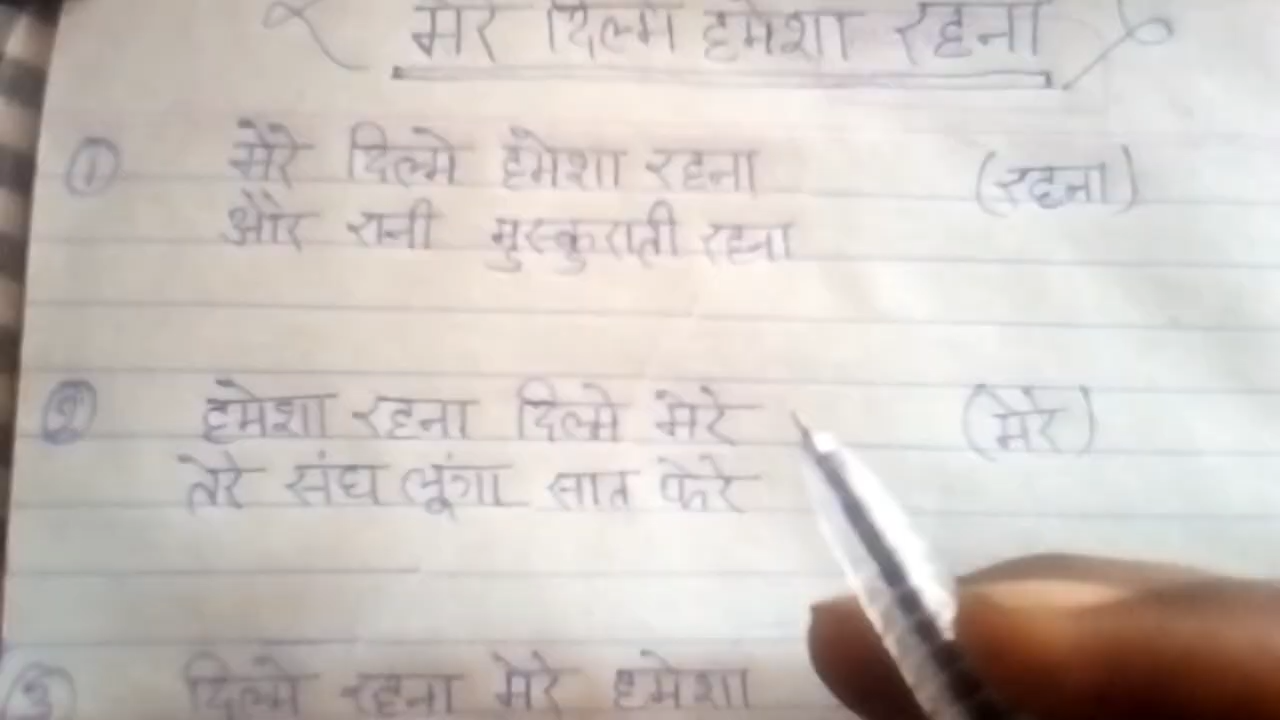 मेरे दिलमे हमेशा रहना
① मेरे दिलमे हमेशा रहना (रहना)
और रानी मुस्कुराती रहना
② हमेशा रहना दिलमे मेरे (मेरे)
तेरे संघ लूंगा सात फेरे
③ दिलमे रहना मेरे हमेशा